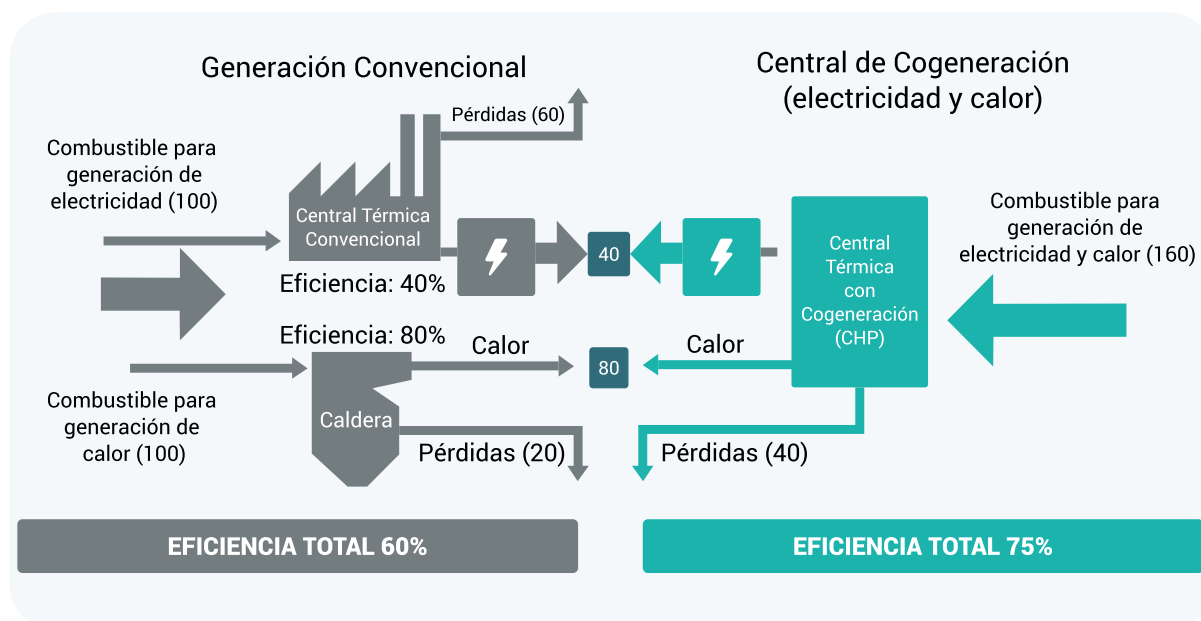 Generación Convencional
Pérdidas (60)
Combustible para
generación de
electricidad (100)
Central Térmica
Convencional
Eficiencia: 40%
Eficiencia: 80%
Calor
Caldera
Combustible para
generación de
calor (100)
Pérdidas (20)
EFICIENCIA TOTAL 60%
40
80
Central de Cogeneración
(electricidad y calor)
Central
Térmica
con
Cogeneración
(CHP)
Combustible para
generación de
electricidad y calor (160)
Calor
Pérdidas (40)
EFICIENCIA TOTAL 75%